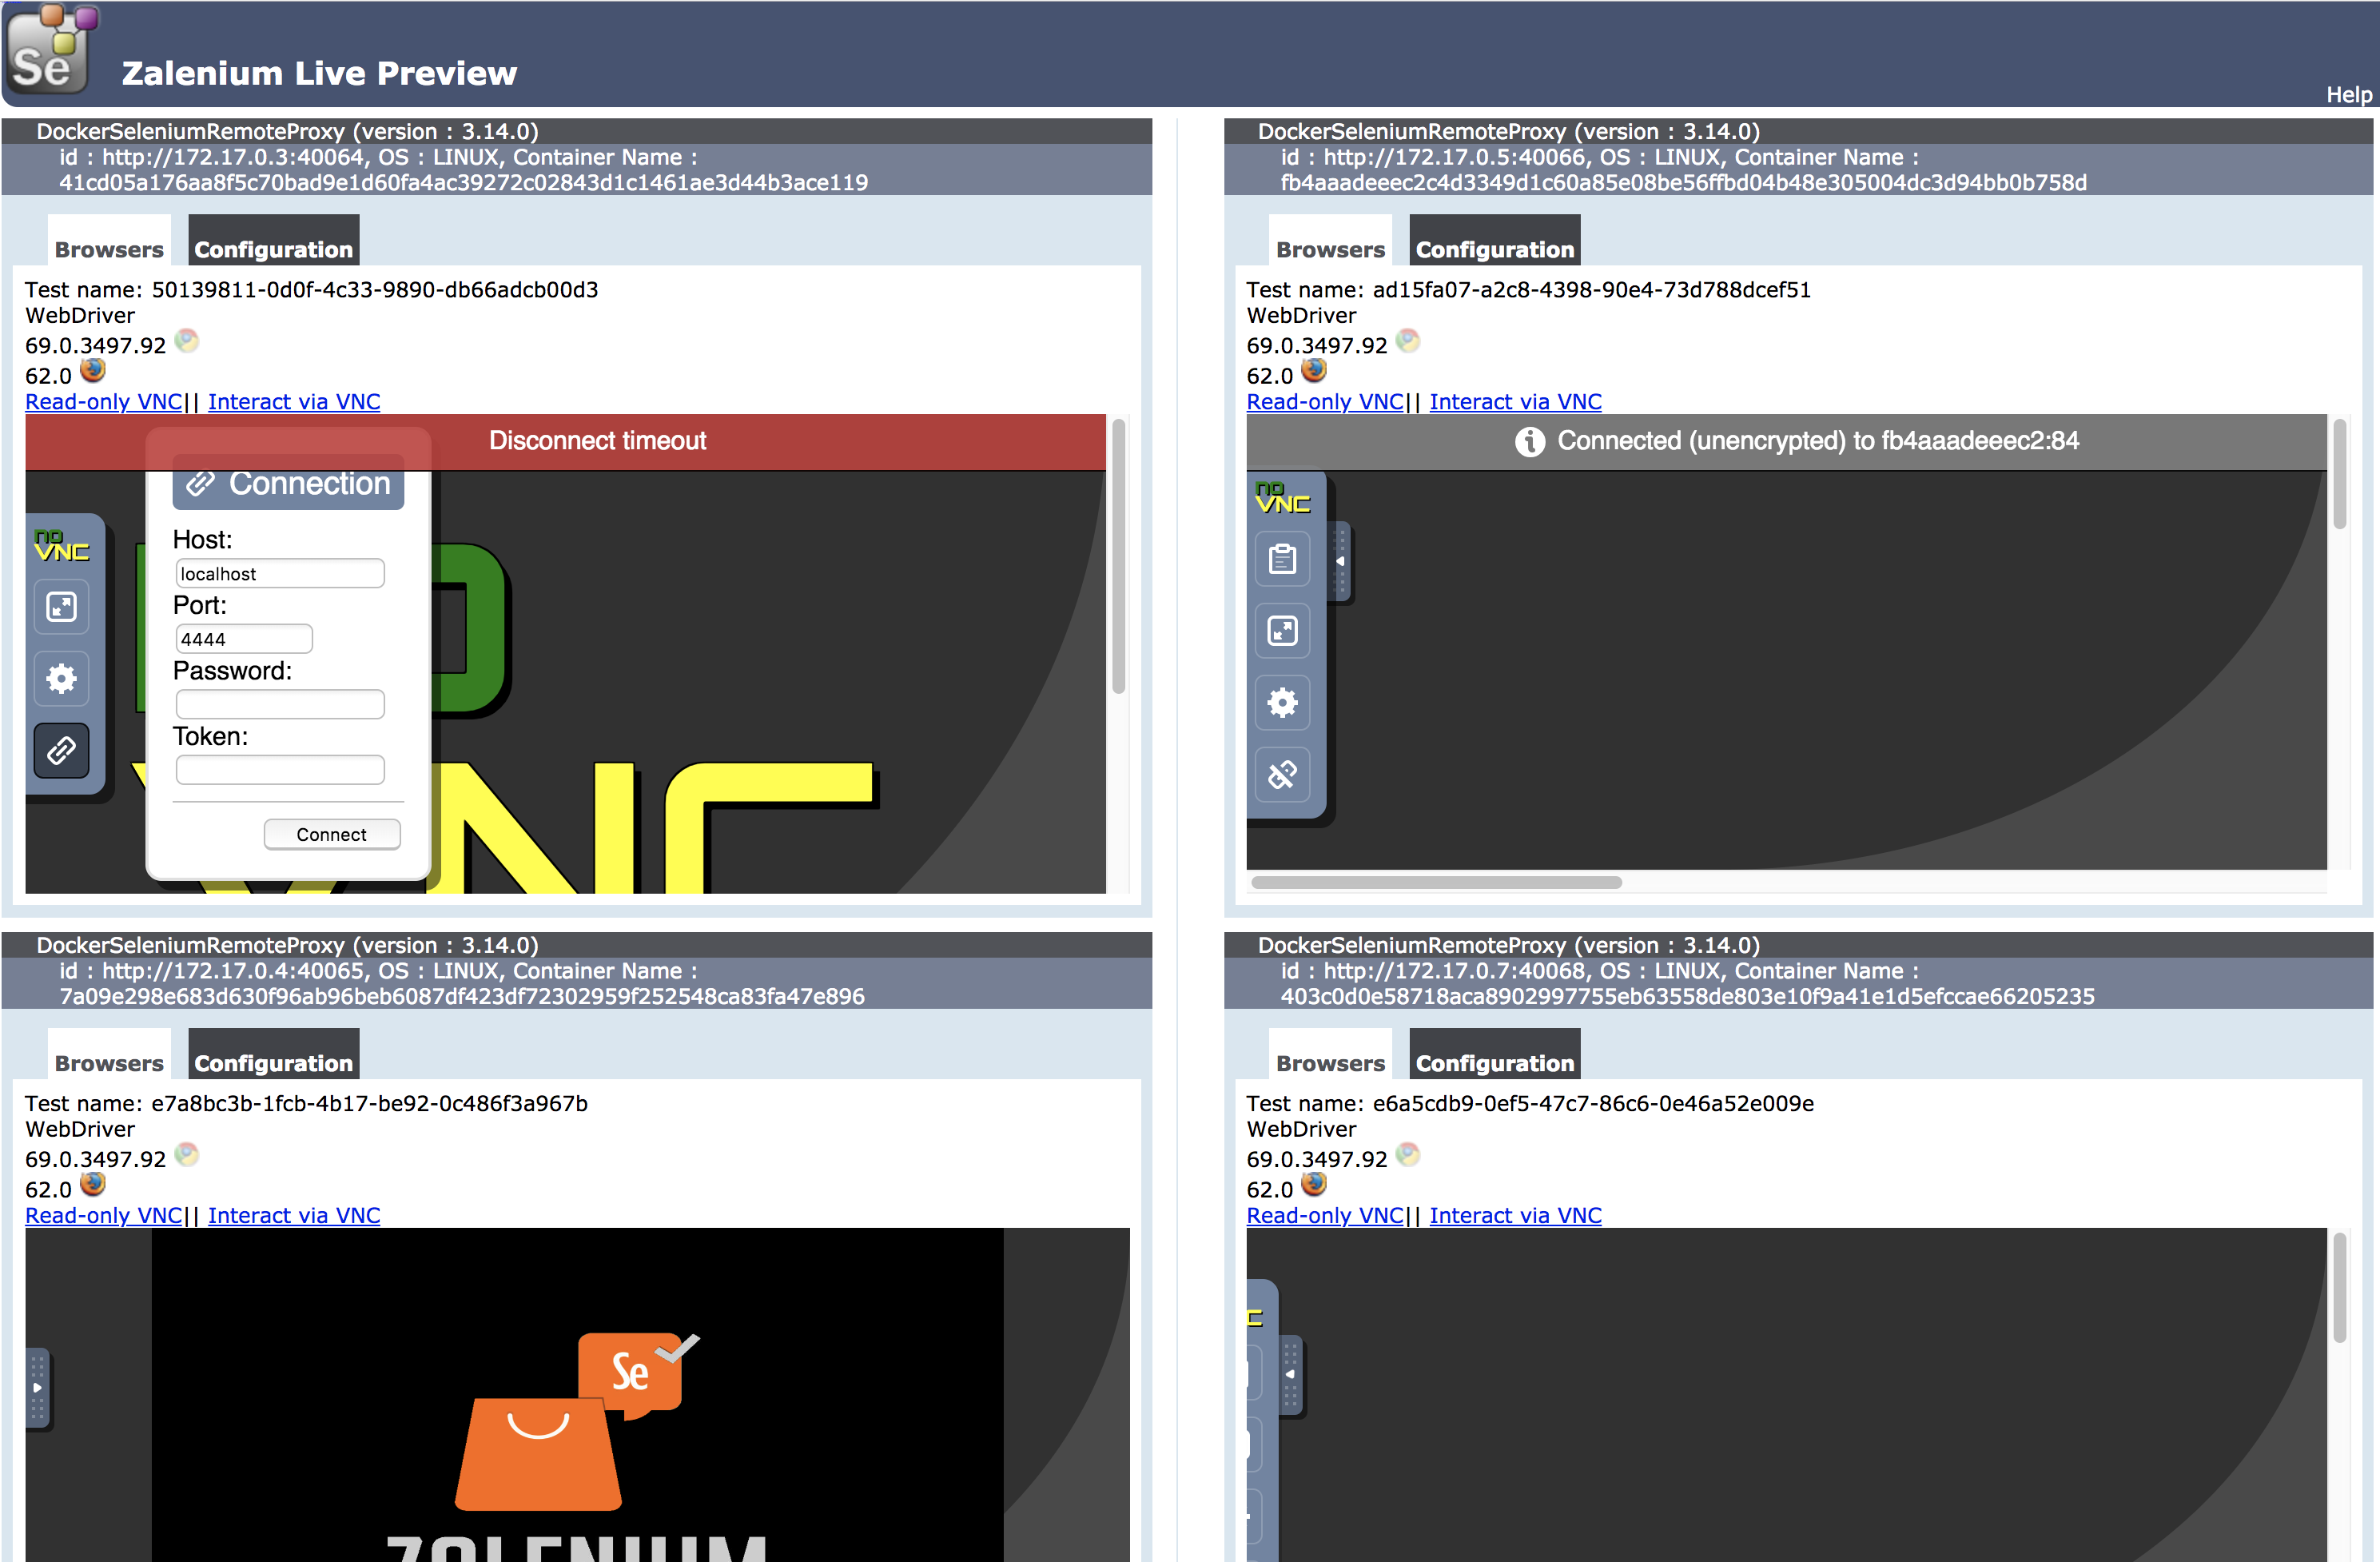 Se
Zalenium Live Preview
Help
DockerSeleniumRemoteProxy (version : 3.14.0)
id : http://172.17.0.3:40064, OS : LINUX, Container Name :
41cd05a176aa8f5c70bad9e1d60fa4ac39272c02843d1c1461ae3d44b3ace119
Browsers
Configuration
Test name: 50139811-0d0f-4c33-9890-db66adcb00d3
WebDriver
69.0.3497.92
62.0
Read-only VNC|| Interact via VNC
Disconnect timeout
Connection
Host:
localhost
Port:
4444
Password:
Token:
Connect
no
VNC
DockerSeleniumRemoteProxy (version : 3.14.0)
id : http://172.17.0.5:40066, OS : LINUX, Container Name :
fb4aaadeeec2c4d3349d1c60a85e08be56ffbd04b48e305004dc3d94bb0b758d
Browsers
Configuration
Test name: ad15fa07-a2c8-4398-90e4-73d788dcef51
WebDriver
69.0.3497.92
62.0
Read-only VNC|| Interact via VNC
Connected (unencrypted) to fb4aaadeeec2:84
no
VNC
DockerSeleniumRemoteProxy (version : 3.14.0)
id : http://172.17.0.4:40065, OS : LINUX, Container Name :
7a09e298e683d630f96ab96beb6087df423df72302959f252548ca83fa47e896
Browsers
Configuration
Test name: e7a8bc3b-1fcb-4b17-be92-0c486f3a967b
WebDriver
69.0.3497.92
62.0
Read-only VNC|| Interact via VNC
Se
ZALENIUM
DockerSeleniumRemoteProxy (version : 3.14.0)
id : http://172.17.0.7:40068, OS : LINUX, Container Name :
403c0d0e58718aca8902997755eb63558de803e10f9a41e1d5efccae66205235
Browsers
Configuration
Test name: e6a5cdb9-0ef5-47c7-86c6-0e46a52e009e
WebDriver
69.0.3497.92
62.0
Read-only VNC|| Interact via VNC